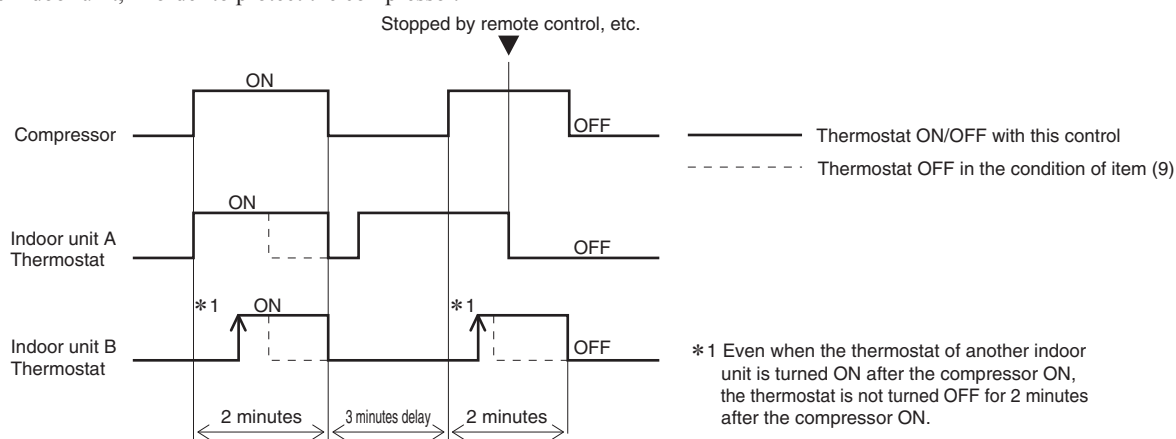 Stopped by remote control, etc.
ON
Compressor
OFF
Thermostat ON/OFF with this control
Thermostat OFF in the condition of item (9)
ON
Indoor unit A
Thermostat
OFF
*1
ON
*1
Indoor unit B
Thermostat
OFF
*1 Even when the thermostat of another indoor
unit is turned ON after the compressor ON,
the thermostat is not turned OFF for 2 minutes
after the compressor ON.
2 minutes
3 minutes delay
2 minutes